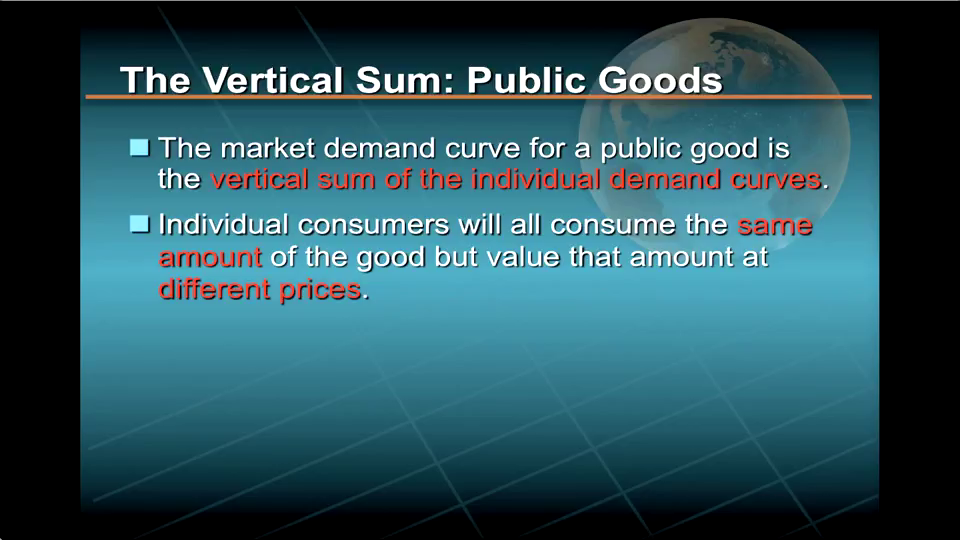 The Vertical Sum: Public Goods
The market demand curve for a public good is
the vertical sum of the individual demand curves.
Individual consumers will all consume the same
amount of the good but value that amount at
different prices.